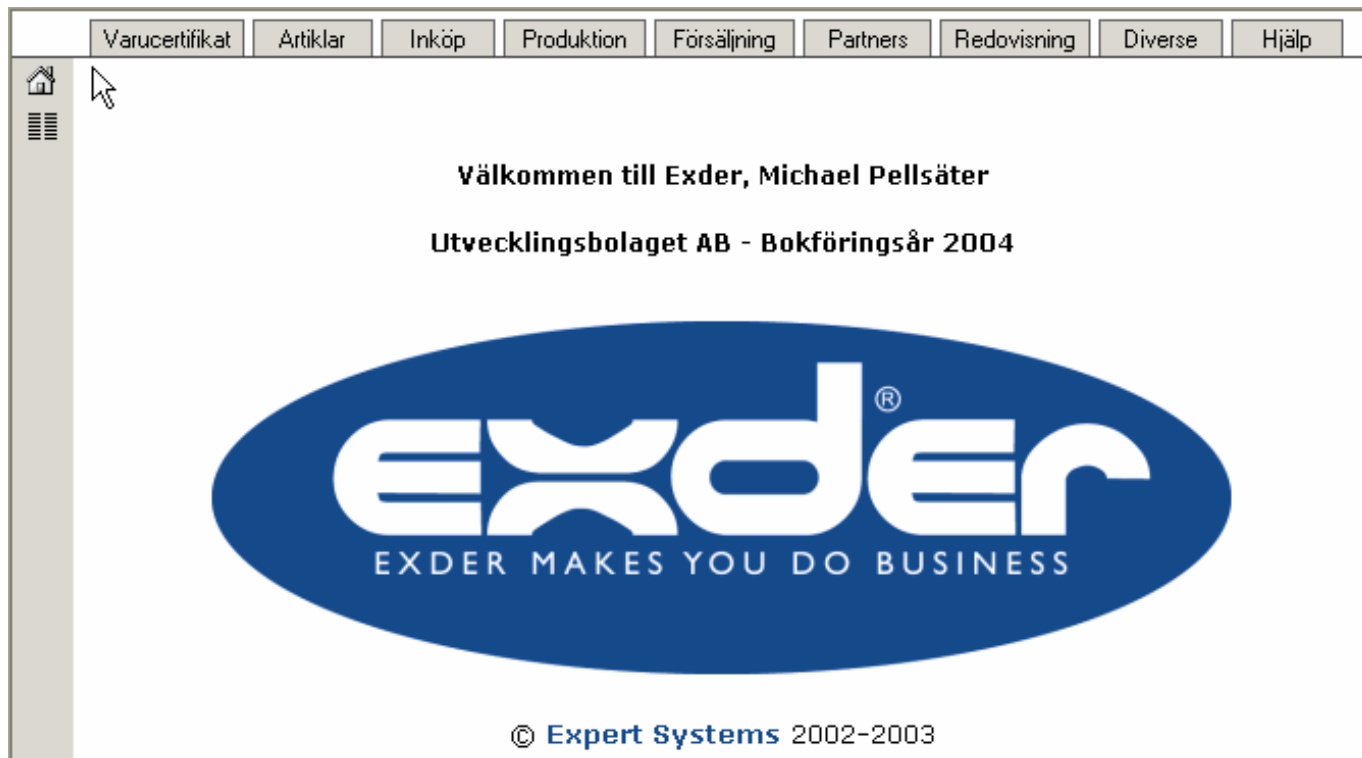 Varucertifikat Artiklar Inköp Produktion Försäljning Partners Redovisning Diverse Hjälp
Välkommen till Exder, Michael Pellsäter
Utvecklingsbolaget AB - Bokföringsår 2004
exder®
EXDER MAKES YOU DO BUSINESS
© Expert Systems 2002-2003